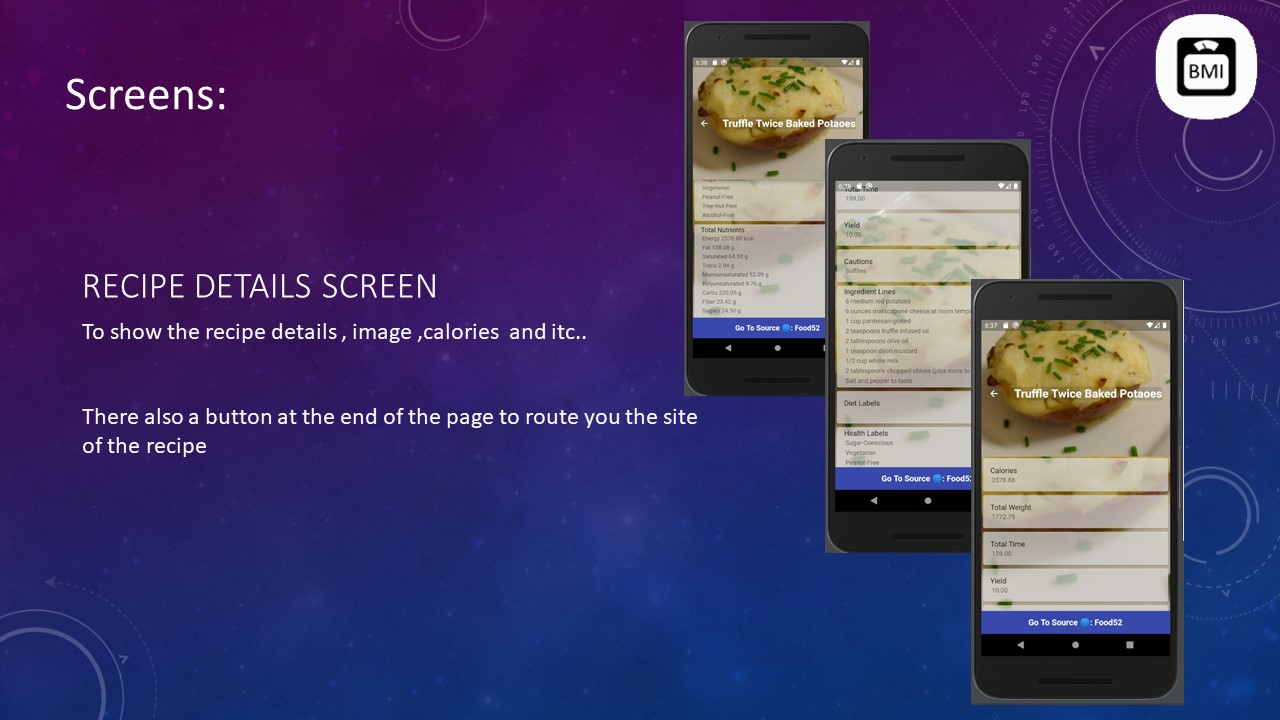 Screens:
BMI
RECIPE DETAILS SCREEN
To show the recipe details , image ,calories and itc..
There also a button at the end of the page to route you the site
of the recipe
6:38
Truffle Twice Baked Potaoes
Vegetarian
Peanut-Free
Tree-Nut-Free
Alcohol-Free
Total Nutrients
Energy 2578.88 kcal
Fat 138.08 g
Saturated 64.55 g
Trans 2.04 g
Monounsaturated 52.09 g
Polyunsaturated 9.76 g
Carbs 220.05 g
Fiber 23.42 g
Sugars 24.50 g
Go To Source : Food52
Total Time
159.00
Yield
10.00
Cautions
Sulfites
Ingredient Lines
6 medium red potatoes
6 ounces marscapone cheese at room tempe
1 cup parmesan-grated
2 teaspoons truffle infused oil
2 tablespoons olive oil
1 teaspoon dijon mustard
1/2 cup whole milk
2 tablespoons chopped chives (plus more to
Salt and pepper to taste
Diet Labels
Health Labels
Sugar-Conscious
Vegetarian
Peanut-Free
Go To Source : Food52
6:37
Truffle Twice Baked Potaoes
Calories
2578.88
Total Weight
1772.75
Total Time
159.00
Yield
10.00
Go To Source : Food52